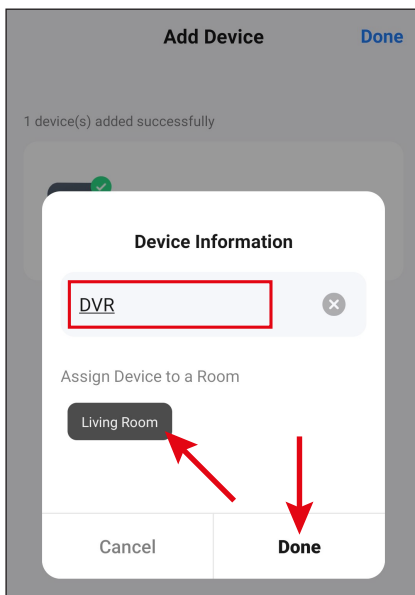 Add Device
Done
1 device(s) added successfully
Device Information
DVR
Assign Device to a Room
Living Room
Cancel
Done